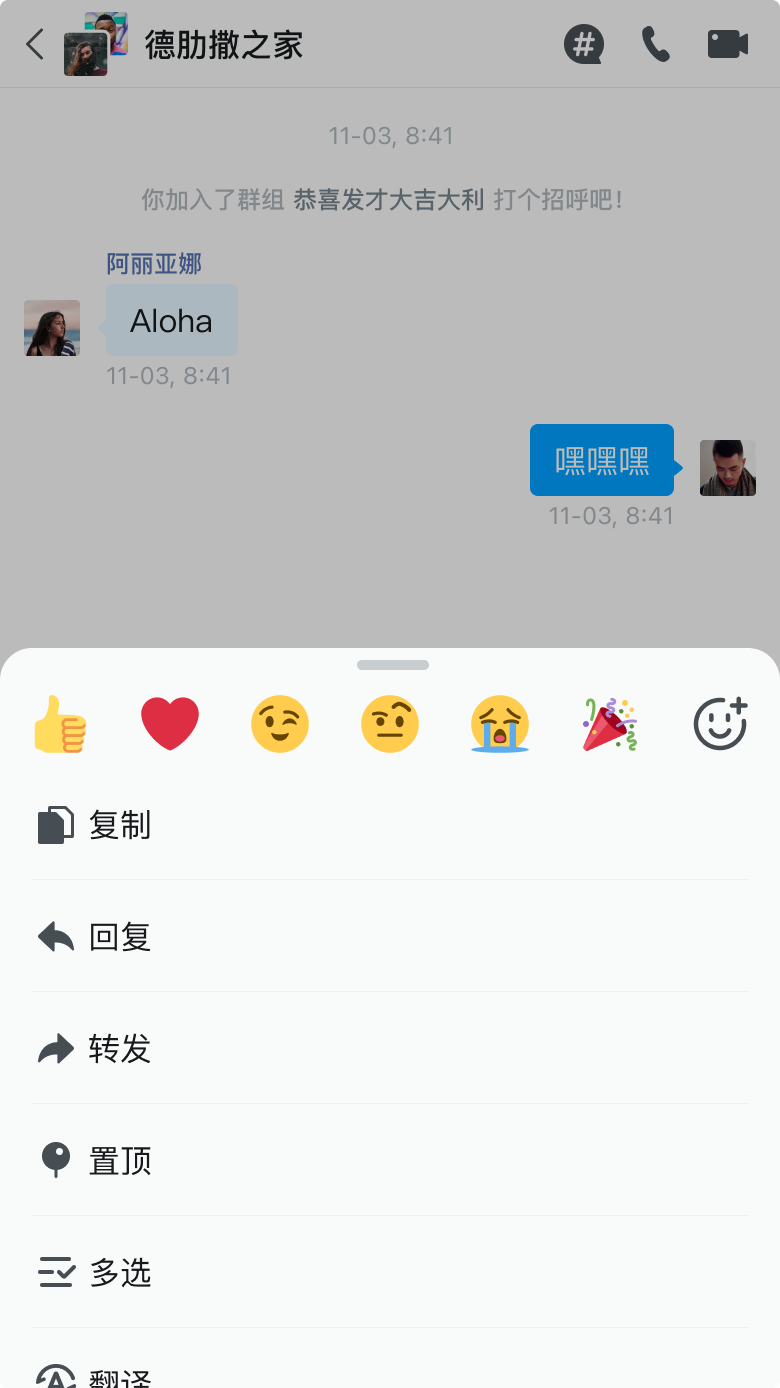 德肋撒之家
11-03, 8:41
你加入了群组 恭喜发才大吉大利 打个招呼吧！
阿丽亚娜
Aloha
11-03, 8:41
嘿嘿嘿
11-03, 8:41
复制
回复
转发
置顶
多选
翻译